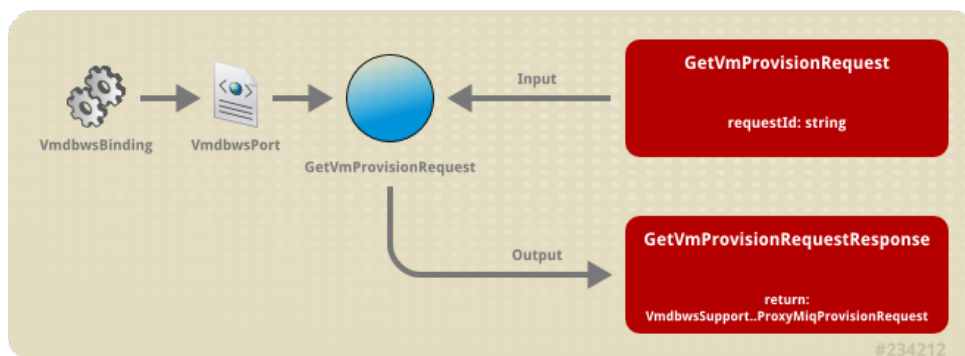 VmdbwsBinding
VmdbwsPort
GetVmProvisionRequest
Input
GetVmProvisionRequest
requestId: string
Output
GetVmProvisionRequestResponse
return:
VmdbwsSupport..ProxyMiqProvisionRequest
#234212